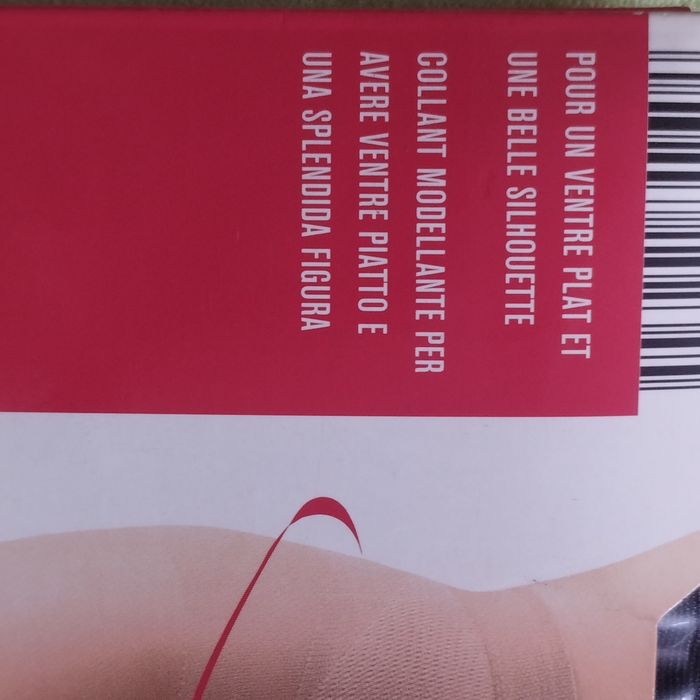 POUR UN VENTRE PLAT ET
UNE BELLE SILHOUETTE
COLLANT MODELLANTE PER
AVERE VENTRE PIATTO E
UNA SPLENDIDA FIGURA